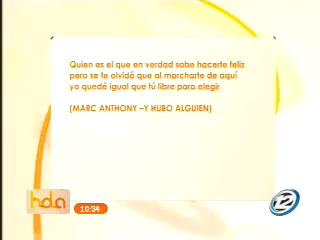 Quien es el que en verdad sabe hacerte feliz
pero se te olvidó que al marcharte de aquí
yo quedé igual que tú libre para elegir
(MARC ANTHONY –Y HUBO ALGUIEN)
hola
10:34
12